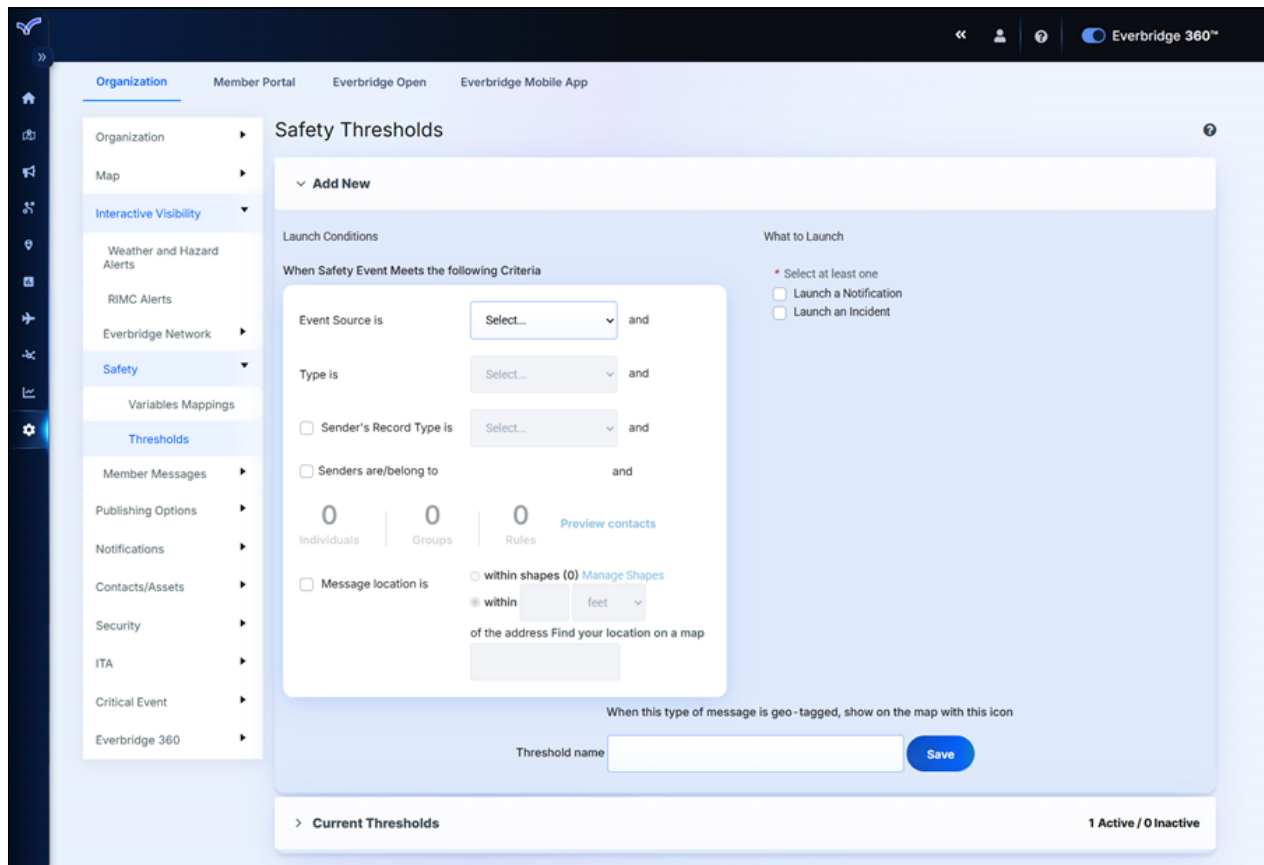 Everbridge 360™
Organization
Member Portal
Everbridge Open
Everbridge Mobile App
Organization
Map
Interactive Visibility
Weather and Hazard
Alerts
RIMC Alerts
Everbridge Network
Safety
Variables Mappings
Thresholds
Member Messages
Publishing Options
Notifications
Contacts/Assets
Security
ITA
Critical Event
Everbridge 360
Safety Thresholds
Add New
Launch Conditions
When Safety Event Meets the following Criteria
Event Source is Select... and
Type is Select... and
Sender's Record Type is Select... and
Senders are/belong to and
0 0 0 Preview contacts
Individuals Groups Rules
Message location is within shapes (0) Manage Shapes
within feet
of the address Find your location on a map
What to Launch
* Select at least one
Launch a Notification
Launch an Incident
When this type of message is geo-tagged, show on the map with this icon
Threshold name Save
Current Thresholds 1 Active / 0 Inactive